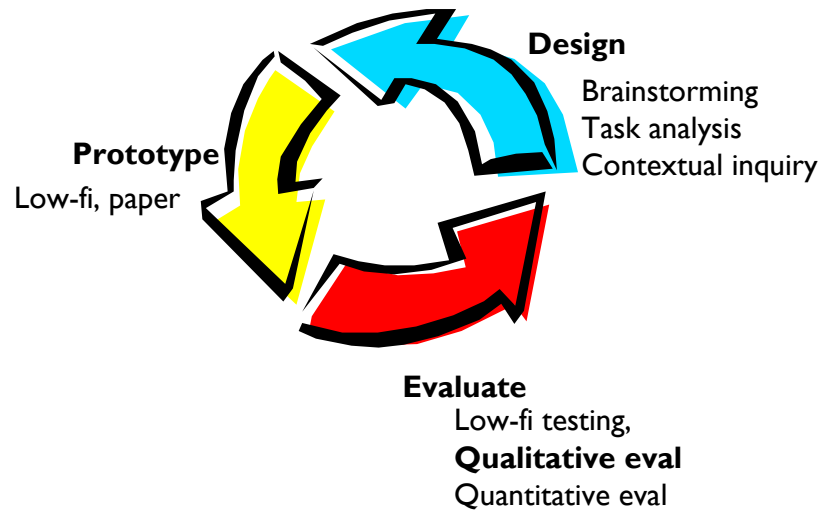 Design
Brainstorming
Task analysis
Contextual inquiry
Prototype
Low-fi, paper
Evaluate
Low-fi testing,
Qualitative eval
Quantitative eval